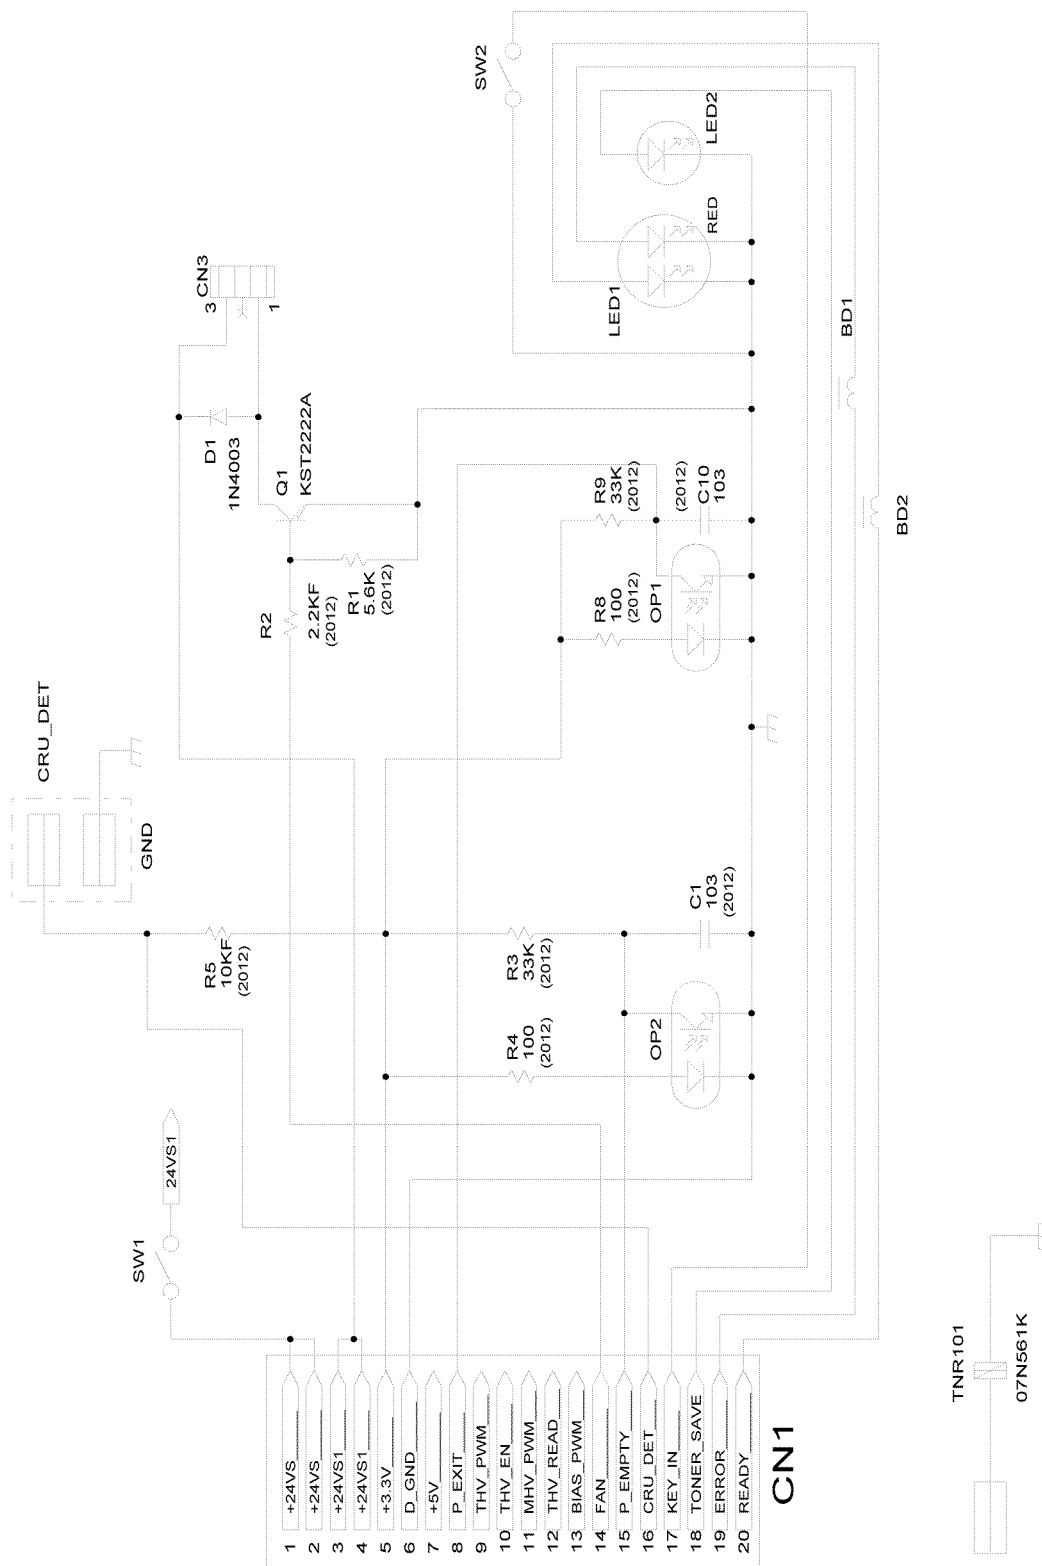 SW2
LED2
RED
LED1
CN3
3
1
D1
1N4003
Q1
KST2222A
BD1
BD2
R9
33K
(2012)
(2012)
C10
103
R8
100
(2012)
OP1
R1
5.6K
(2012)
R2
2.2KF
(2012)
CRU_DET
GND
R5
10KF
(2012)
C1
103
(2012)
R3
33K
(2012)
R4
100
(2012)
OP2
24VS1
SW1
1 +24VS
2 +24VS
3 +24VS1
4 +24VS1
5 +3.3V
6 D_GND
7 +5V
8 P_EXIT
9 THV_PWM
10 THV_EN
11 MHV_PWM
12 THV_READ
13 BIAS_PWM
14 FAN
15 P_EMPTY
16 CRU_DET
17 KEY_IN
18 TONER_SAVE
19 ERROR
20 READY
CN1
TNR101
07N561K